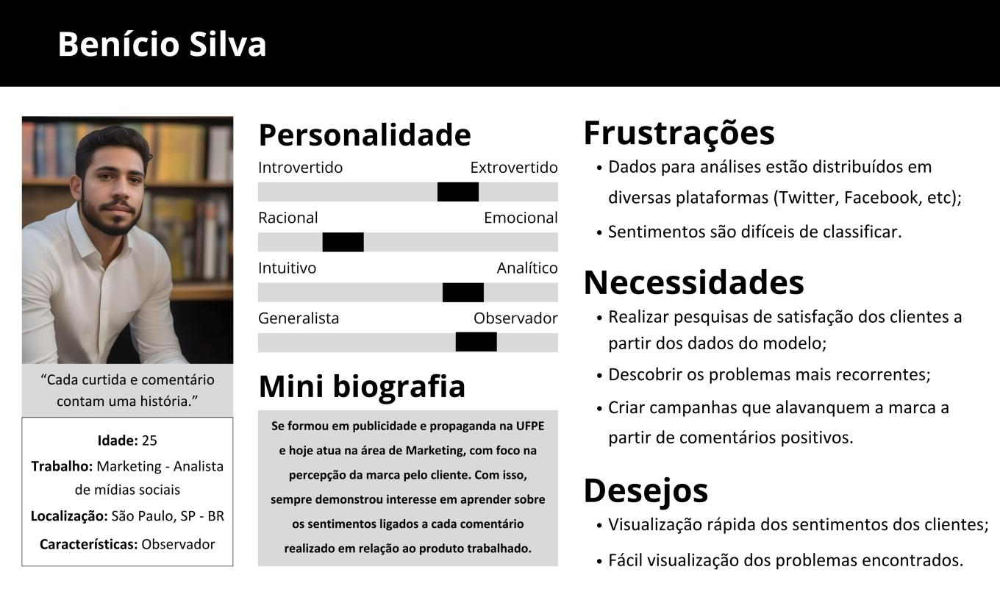 Benício Silva
“Cada curtida e comentário
contam uma história.”
Idade: 25
Trabalho: Marketing - Analista
de mídias sociais
Localização: São Paulo, SP - BR
Características: Observador
Personalidade
Introvertido Extrovertido
Racional Emocional
Intuitivo Analítico
Generalista Observador
Mini biografia
Se formou em publicidade e propaganda na UFPE
e hoje atua na área de Marketing, com foco na
percepção da marca pelo cliente. Com isso,
sempre demonstrou interesse em aprender sobre
os sentimentos ligados a cada comentário
realizado em relação ao produto trabalhado.
Frustrações
• Dados para análises estão distribuídos em
diversas plataformas (Twitter, Facebook, etc);
• Sentimentos são difíceis de classificar.
Necessidades
• Realizar pesquisas de satisfação dos clientes a
partir dos dados do modelo;
• Descobrir os problemas mais recorrentes;
• Criar campanhas que alavanquem a marca a
partir de comentários positivos.
Desejos
• Visualização rápida dos sentimentos dos clientes;
• Fácil visualização dos problemas encontrados.